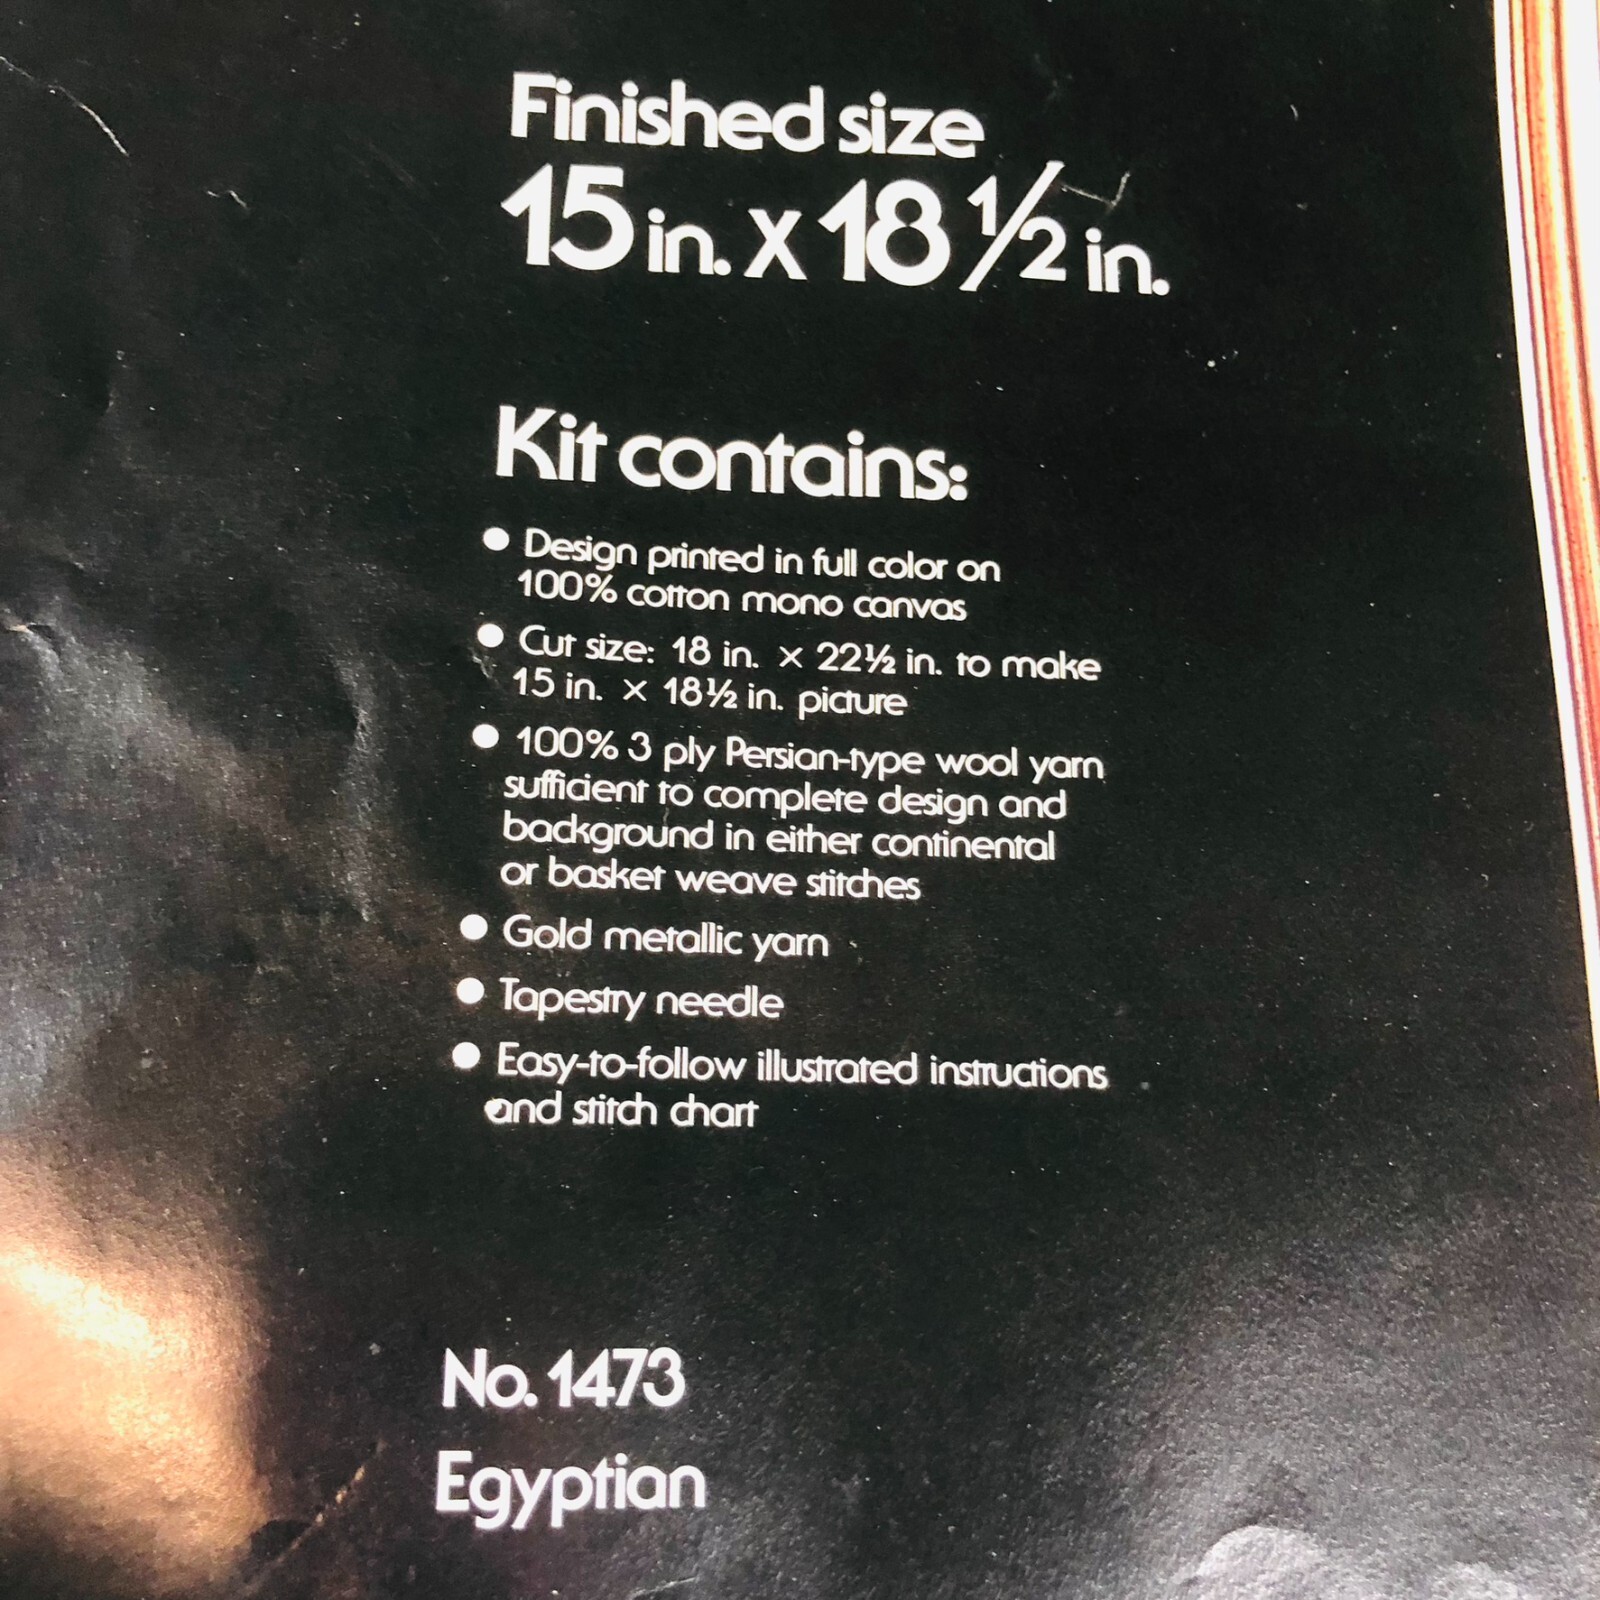 Finished size
15 in. X 18 ½ in.
Kit contains:
● Design printed in full color on
100% cotton mono canvas
● Cut size: 18 in. × 22½ in. to make
15 in. × 18½ in. picture
● 100% 3 ply Persian-type wool yarn
sufficient to complete design and
background in either continental
or basket weave stitches
● Gold metallic yarn
● Tapestry needle
● Easy-to-follow illustrated instructions
and stitch chart
No. 1473
Egyptian